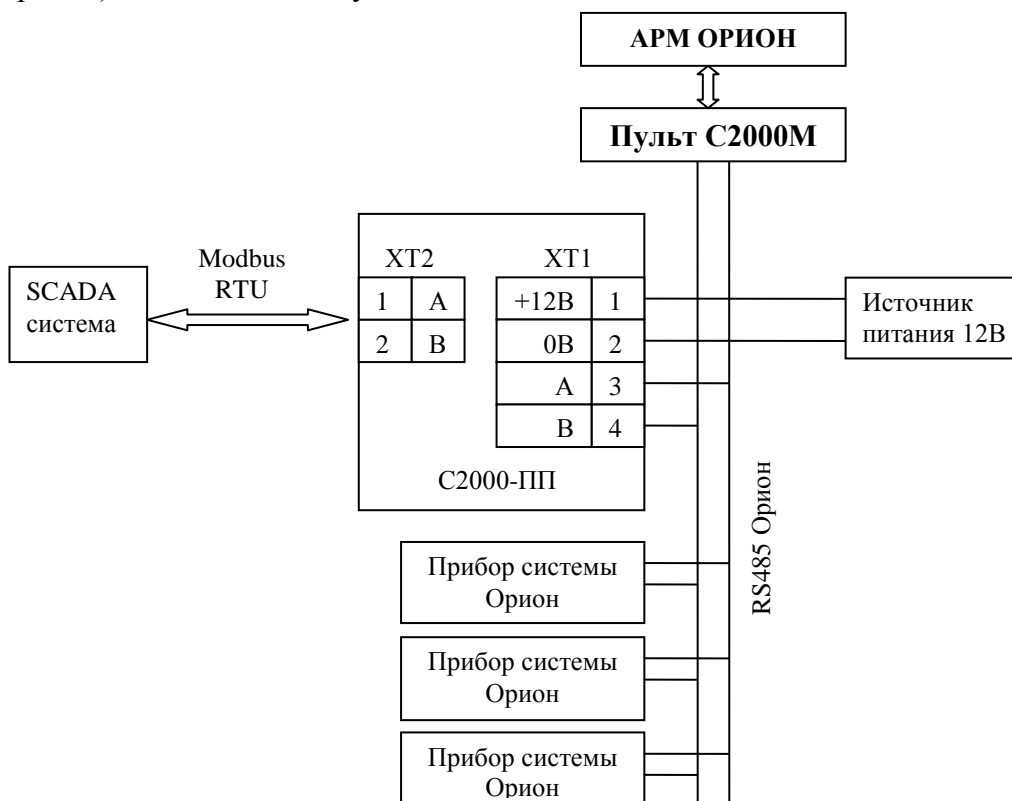 АРМ ОРИОН
Пульт С2000М
SCADA
система
Modbus
RTU
XT2
1 A
2 B
XT1
+12В 1
0В 2
A 3
B 4
С2000-ПП
Источник
питания 12В
RS485 Орион
Прибор системы
Орион
Прибор системы
Орион
Прибор системы
Орион